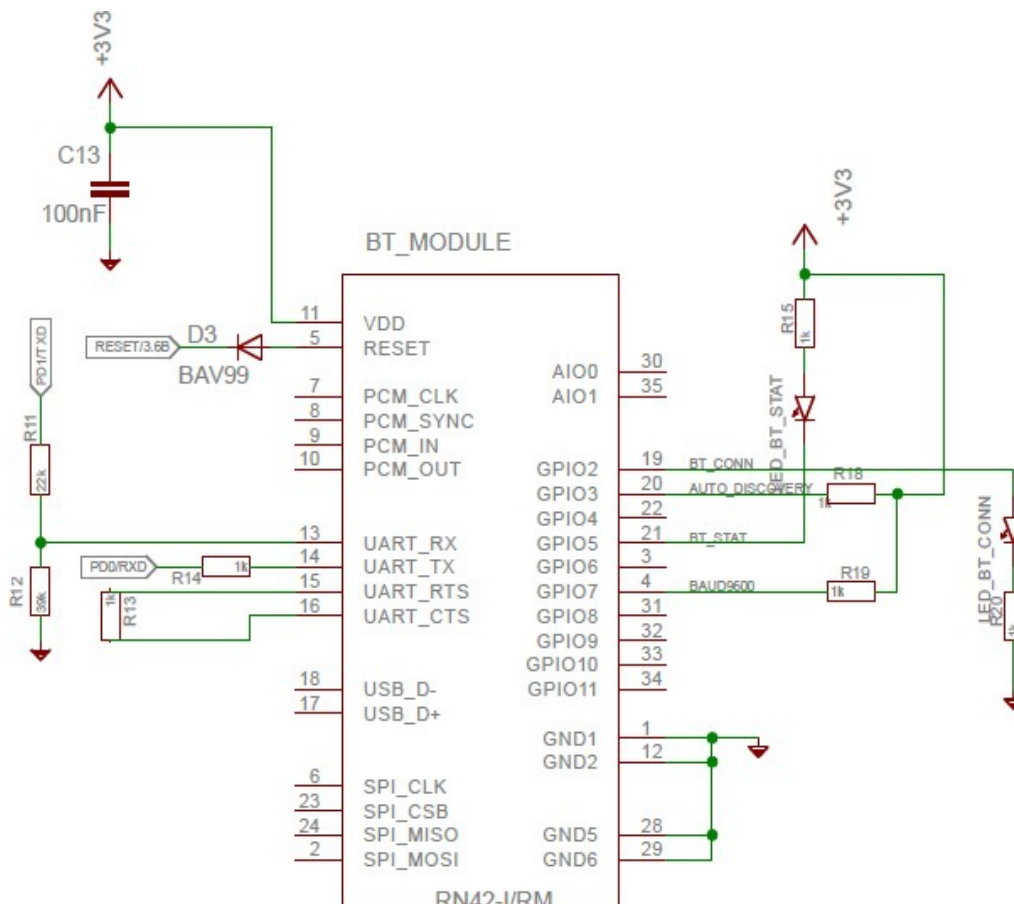 +3V3
C13
100nF
BT_MODULE
+3V3
11 VDD
RESET/3.6B
D3
BAV99
5 RESET
PD1/TXD
7 PCM_CLK
8 PCM_SYNC
9 PCM_IN
10 PCM_OUT
R11
22k
13 UART_RX
PD0/RXD
R14
1k
14 UART_TX
15 UART_RTS
16 UART_CTS
R12
39k
1k
R13
18 USB_D-
17 USB_D+
6 SPI_CLK
23 SPI_CSB
24 SPI_MISO
2 SPI_MOSI
R15
1k
LED_BT_STAT
AIO0 30
AIO1 35
GPIO2 19 BT_CONN
GPIO3 20 AUTO_DISCOVERY
R18
1k
GPIO4 22
GPIO5 21 BT_STAT
GPIO6 3
GPIO7 4 BAUD9600
R19
1k
GPIO8 31
GPIO9 32
GPIO10 33
GPIO11 34
LED_BT_CONN
R20
1k
GND1 1
GND2 12
GND5 28
GND6 29
RN42-I/RM